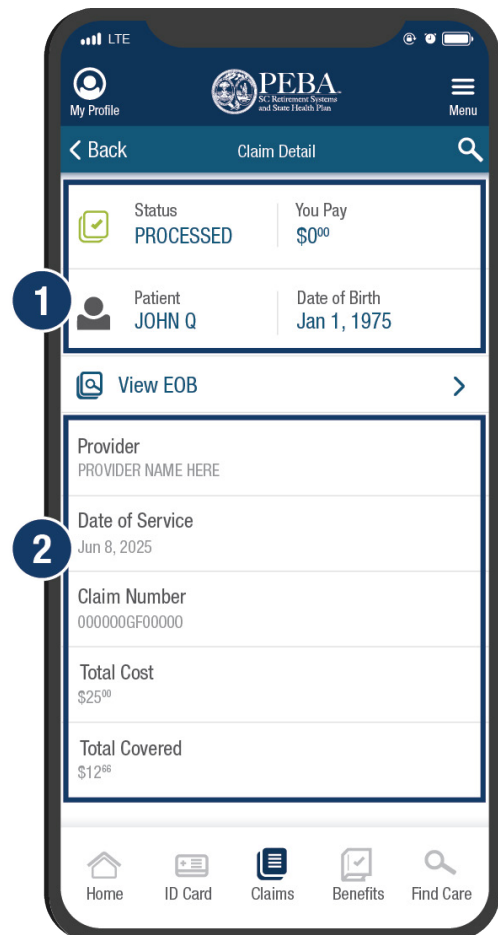 LTE
My Profile
PEBA
SC Retirement Systems
and State Health Plan
Menu
Back
Claim Detail
1
Status
PROCESSED
You Pay
$0⁰⁰
Patient
JOHN Q
Date of Birth
Jan 1, 1975
View EOB
2
Provider
PROVIDER NAME HERE
Date of Service
Jun 8, 2025
Claim Number
000000GF00000
Total Cost
$25⁰⁰
Total Covered
$12⁶⁶
Home
ID Card
Claims
Benefits
Find Care